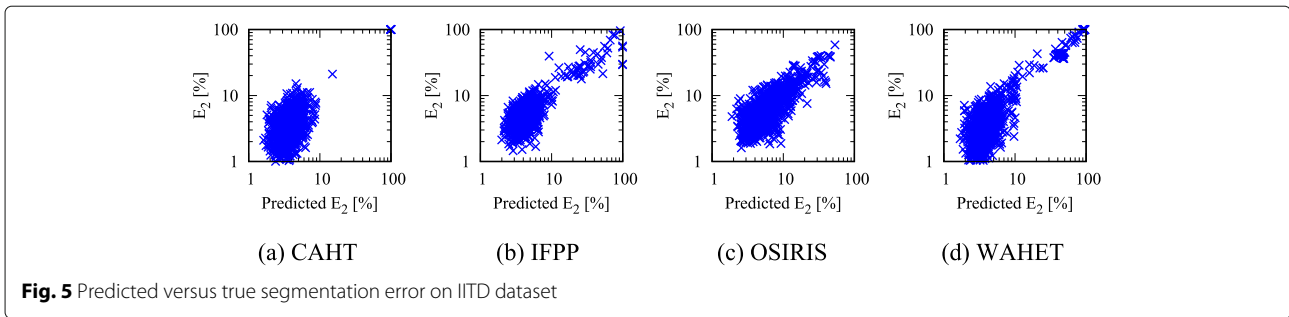 100
10
1
E2 [%]
1 10 100
Predicted E2 [%]
(a) CAHT
100
10
1
E2 [%]
1 10 100
Predicted E2 [%]
(b) IFPP
100
10
1
E2 [%]
1 10 100
Predicted E2 [%]
(c) OSIRIS
100
10
1
E2 [%]
1 10 100
Predicted E2 [%]
(d) WAHET
Fig. 5 Predicted versus true segmentation error on IITD dataset